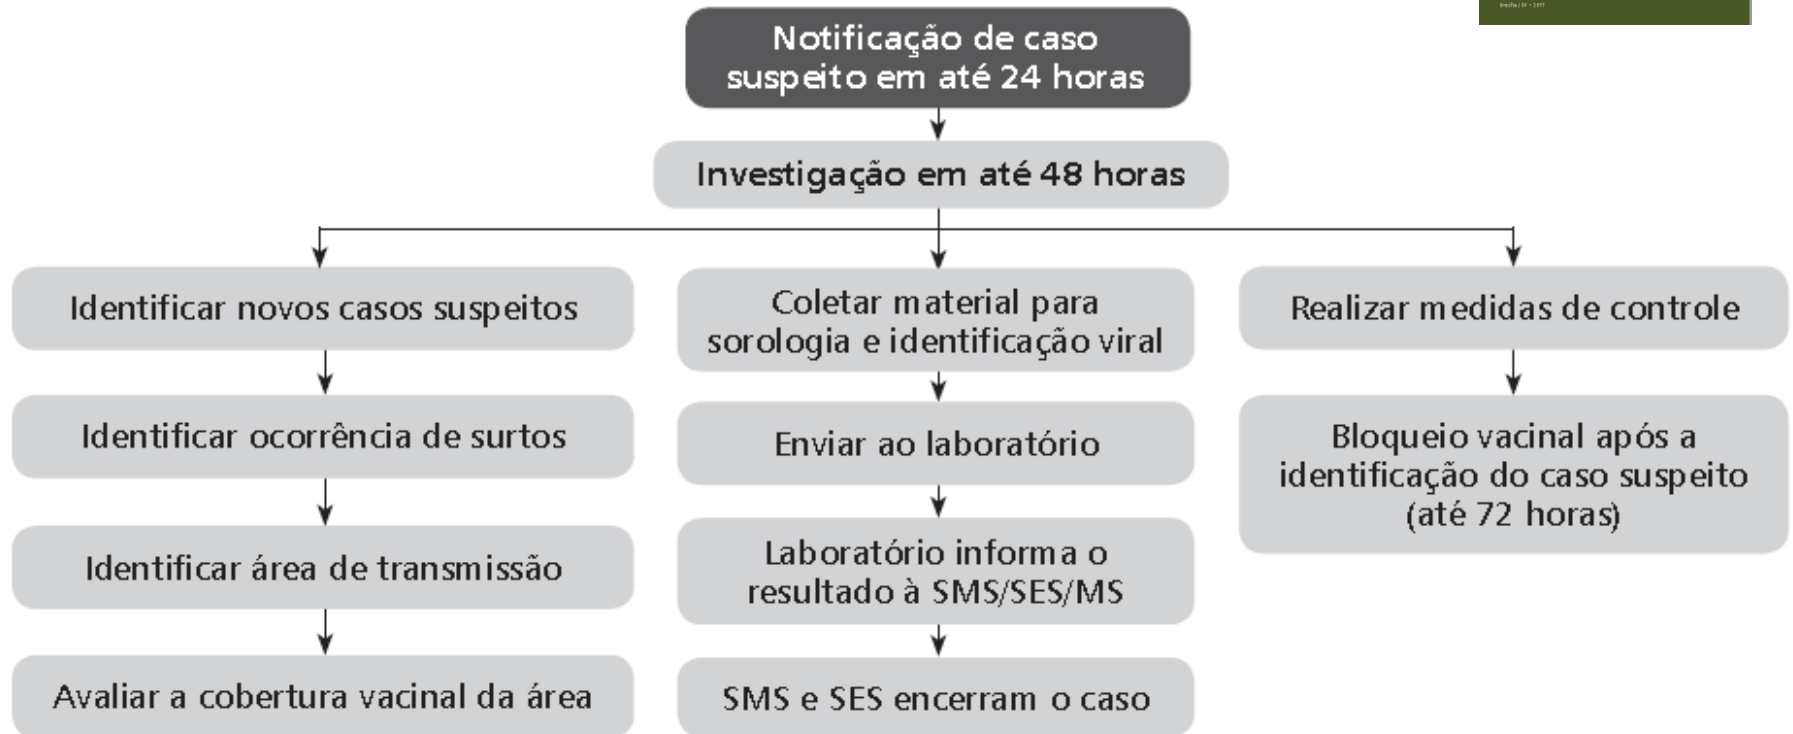 Brasília / DF - 2017
Notificação de caso
suspeito em até 24 horas
Investigação em até 48 horas
Identificar novos casos suspeitos
Identificar ocorrência de surtos
Identificar área de transmissão
Avaliar a cobertura vacinal da área
Coletar material para
sorologia e identificação viral
Enviar ao laboratório
Laboratório informa o
resultado à SMS/SES/MS
SMS e SES encerram o caso
Realizar medidas de controle
Bloqueio vacinal após a
identificação do caso suspeito
(até 72 horas)